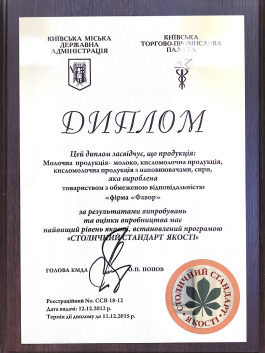 КИЇВСЬКА МІСЬКА
ДЕРЖАВНА
АДМІНІСТРАЦІЯ
КИЇВСЬКА
ТОРГОВО-ПРОМИСЛОВА
ПАЛАТА
ДИПЛОМ
Цей диплом засвідчує, що продукція:
Молочна продукція- молоко, кисломолочна продукція,
кисломолочна продукція з наповнювачами, сири,
яка вироблена
товариством з обмеженою відповідальністю
«фірма «Фавор»
за результатами випробувань
та оцінки виробництва має
найвищий рівень якості, встановлений програмою
«СТОЛИЧНИЙ СТАНДАРТ ЯКОСТІ»
ГОЛОВА КМДА
О.П. ПОПОВ
СТОЛИЧНИЙ СТАНДАРТ
ЯКОСТІ
Реєстраційний No. ССЯ-18-12
Дата видачі: 12.12.2012 р.
Термін дії диплому до 11.12.2015 р.